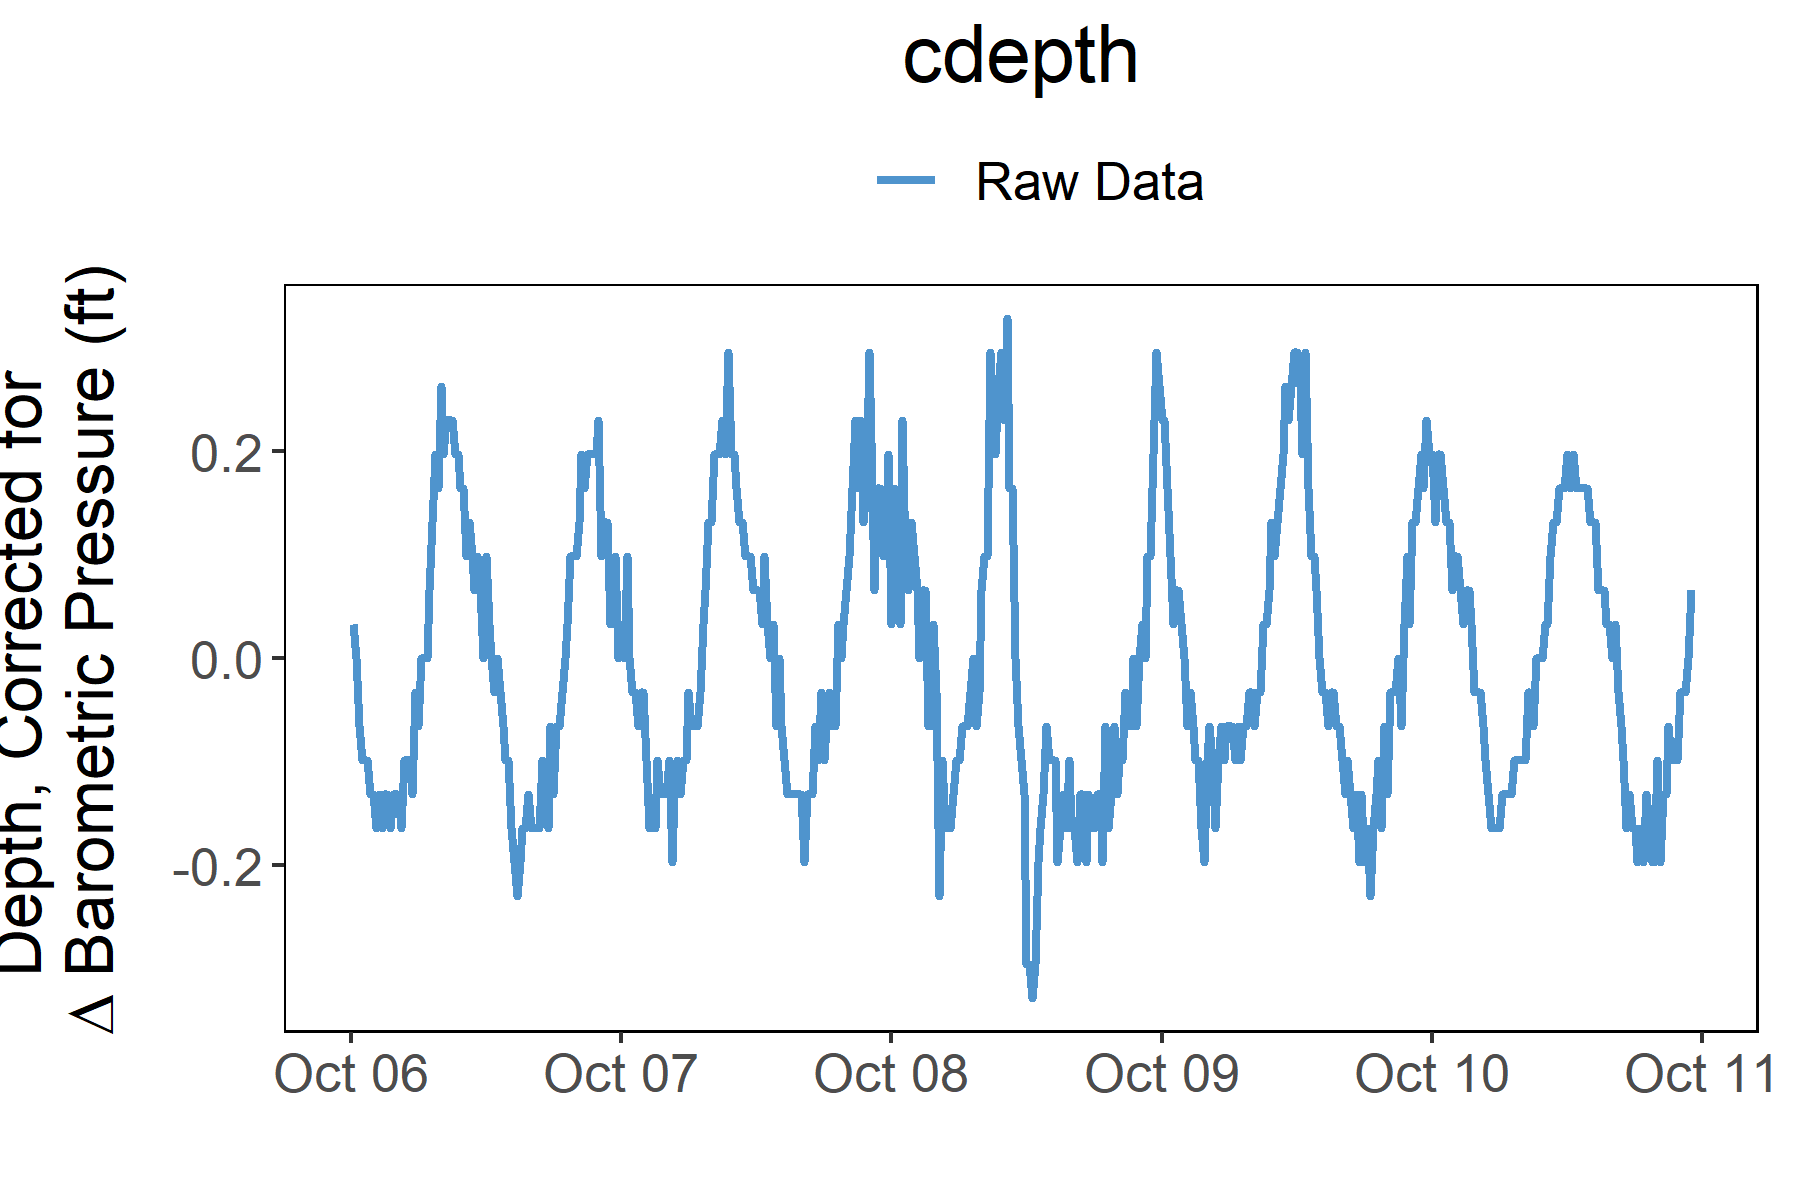 cdepth
Raw Data
Depth, Corrected for
Δ Barometric Pressure (ft)
0.2
0.0
-0.2
Oct 06 Oct 07 Oct 08 Oct 09 Oct 10 Oct 11